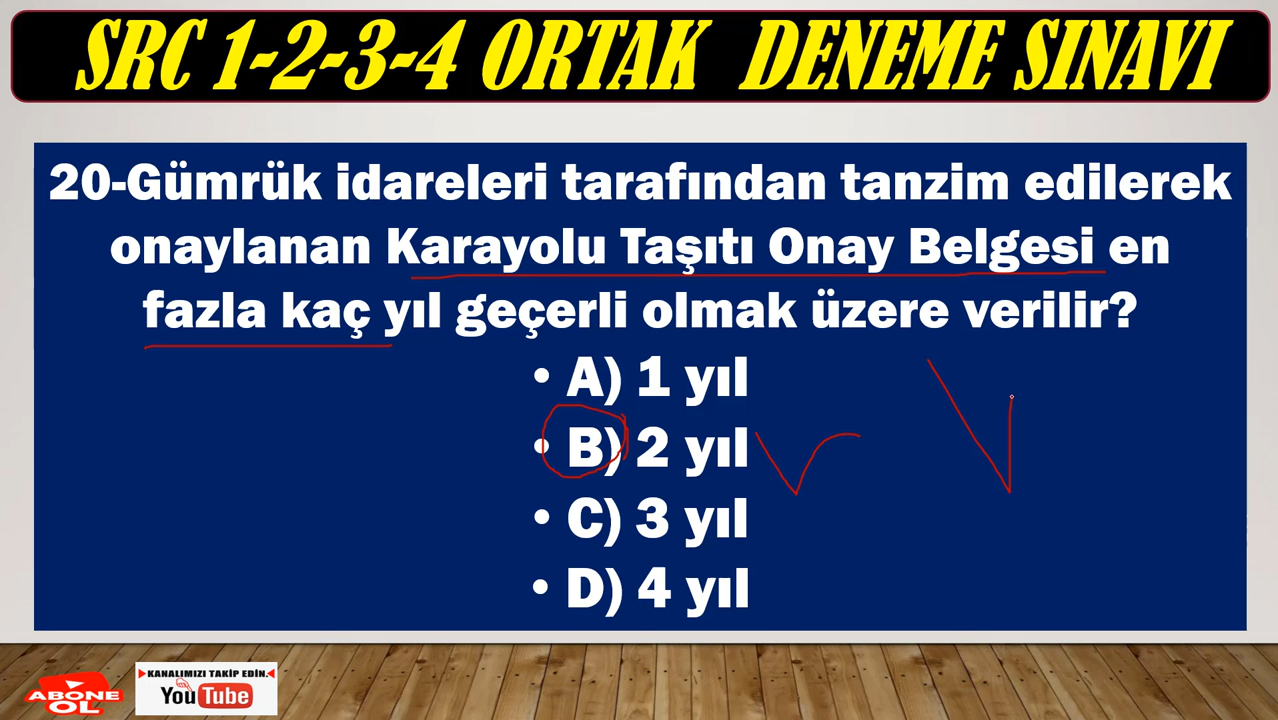 SRC 1-2-3-4 ORTAK DENEME SINAVI
20-Gümrük idareleri tarafından tanzim edilerek
onaylanan Karayolu Taşıtı Onay Belgesi en
fazla kaç yıl geçerli olmak üzere verilir?
• A) 1 yıl
• B) 2 yıl
• C) 3 yıl
• D) 4 yıl
ABONE
OL
KANALIMIZI TAKİP EDİN.
YouTube